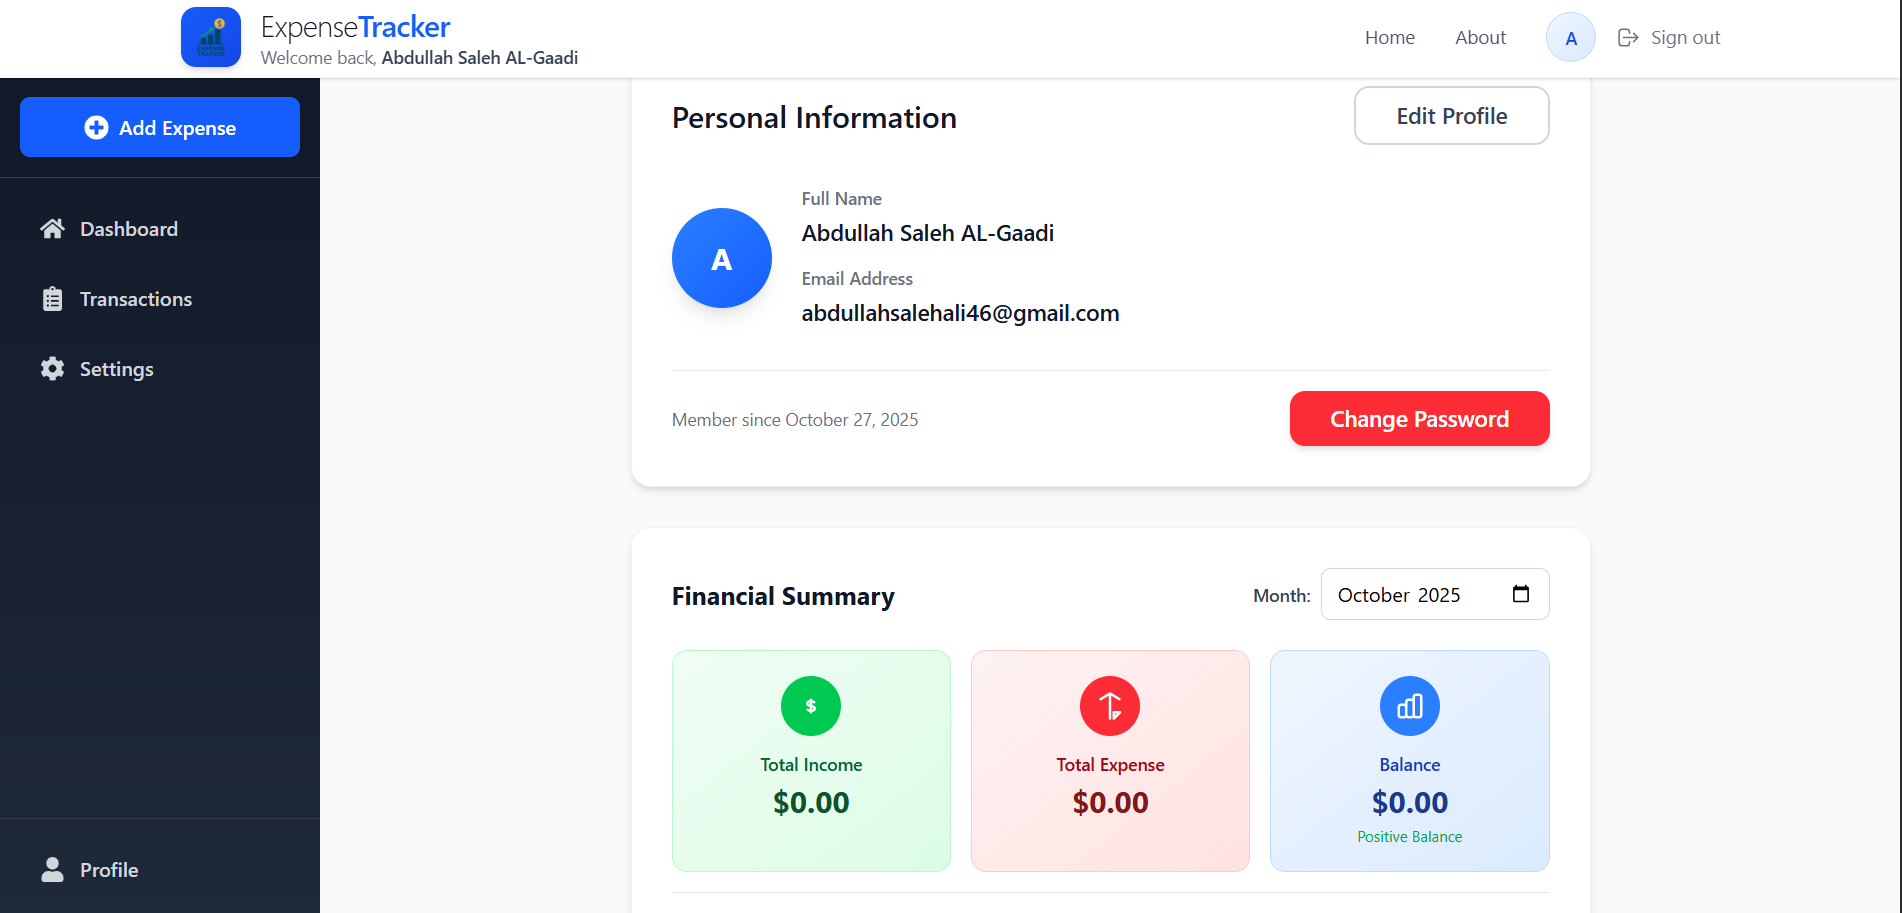 EXPENSE
TRACKER
ExpenseTracker
Welcome back, Abdullah Saleh AL-Gaadi
Home
About
A
Sign out
Add Expense
Dashboard
Transactions
Settings
Profile
Personal Information
Edit Profile
A
Full Name
Abdullah Saleh AL-Gaadi
Email Address
abdullahsalehali46@gmail.com
Member since October 27, 2025
Change Password
Financial Summary
Month:
October 2025
$
Total Income
$0.00
Total Expense
$0.00
Balance
$0.00
Positive Balance